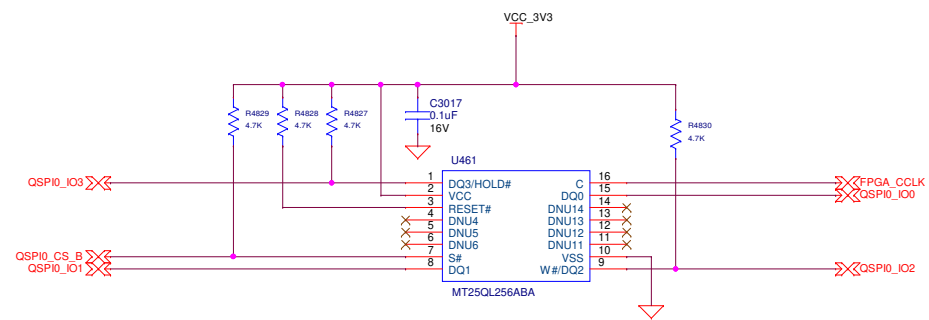 VCC_3V3
R4829
4.7K
R4828
4.7K
R4827
4.7K
C3017
0.1uF
16V
R4830
4.7K
U461
QSPI0_IO3
1
DQ3/HOLD#
C
16
FPGA_CCLK
2
VCC
DQ0
15
QSPI0_IO0
3
RESET#
DNU14
14
4
DNU4
DNU13
13
5
DNU5
DNU12
12
6
DNU6
DNU11
11
QSPI0_CS_B
7
S#
VSS
10
QSPI0_IO1
8
DQ1
W#/DQ2
9
QSPI0_IO2
MT25QL256ABA